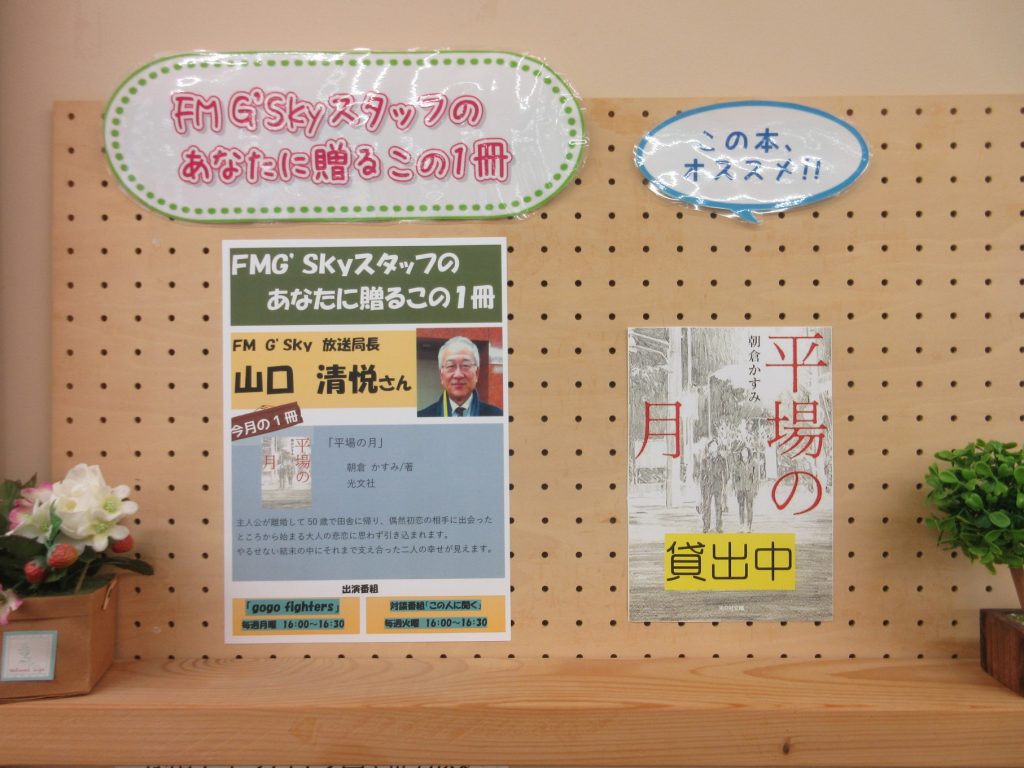 FM G'Skyスタッフの
あなたに贈るこの1冊
この本、
オススメ!!
FMG'SKyスタッフの
あなたに贈るこの1冊
FM G'SKy 放送局長
山口 清悦さん
今月の1冊
平場の月
「平場の月」
朝倉 かすみ/著
光文社
主人公が離婚して50歳で田舎に帰り、偶然初恋の相手に出会った
ところから始まる大人の悲恋に思わず引き込まれます。
やるせない結末の中にそれまで支え合った二人の幸せが見えます。
出演番組
「gogo fighters」
毎週月曜 16:00～16:30
対談番組「この人に聞く」
毎週火曜 16:00～16:30
平場の月
朝倉かすみ
貸出中
光文社文庫